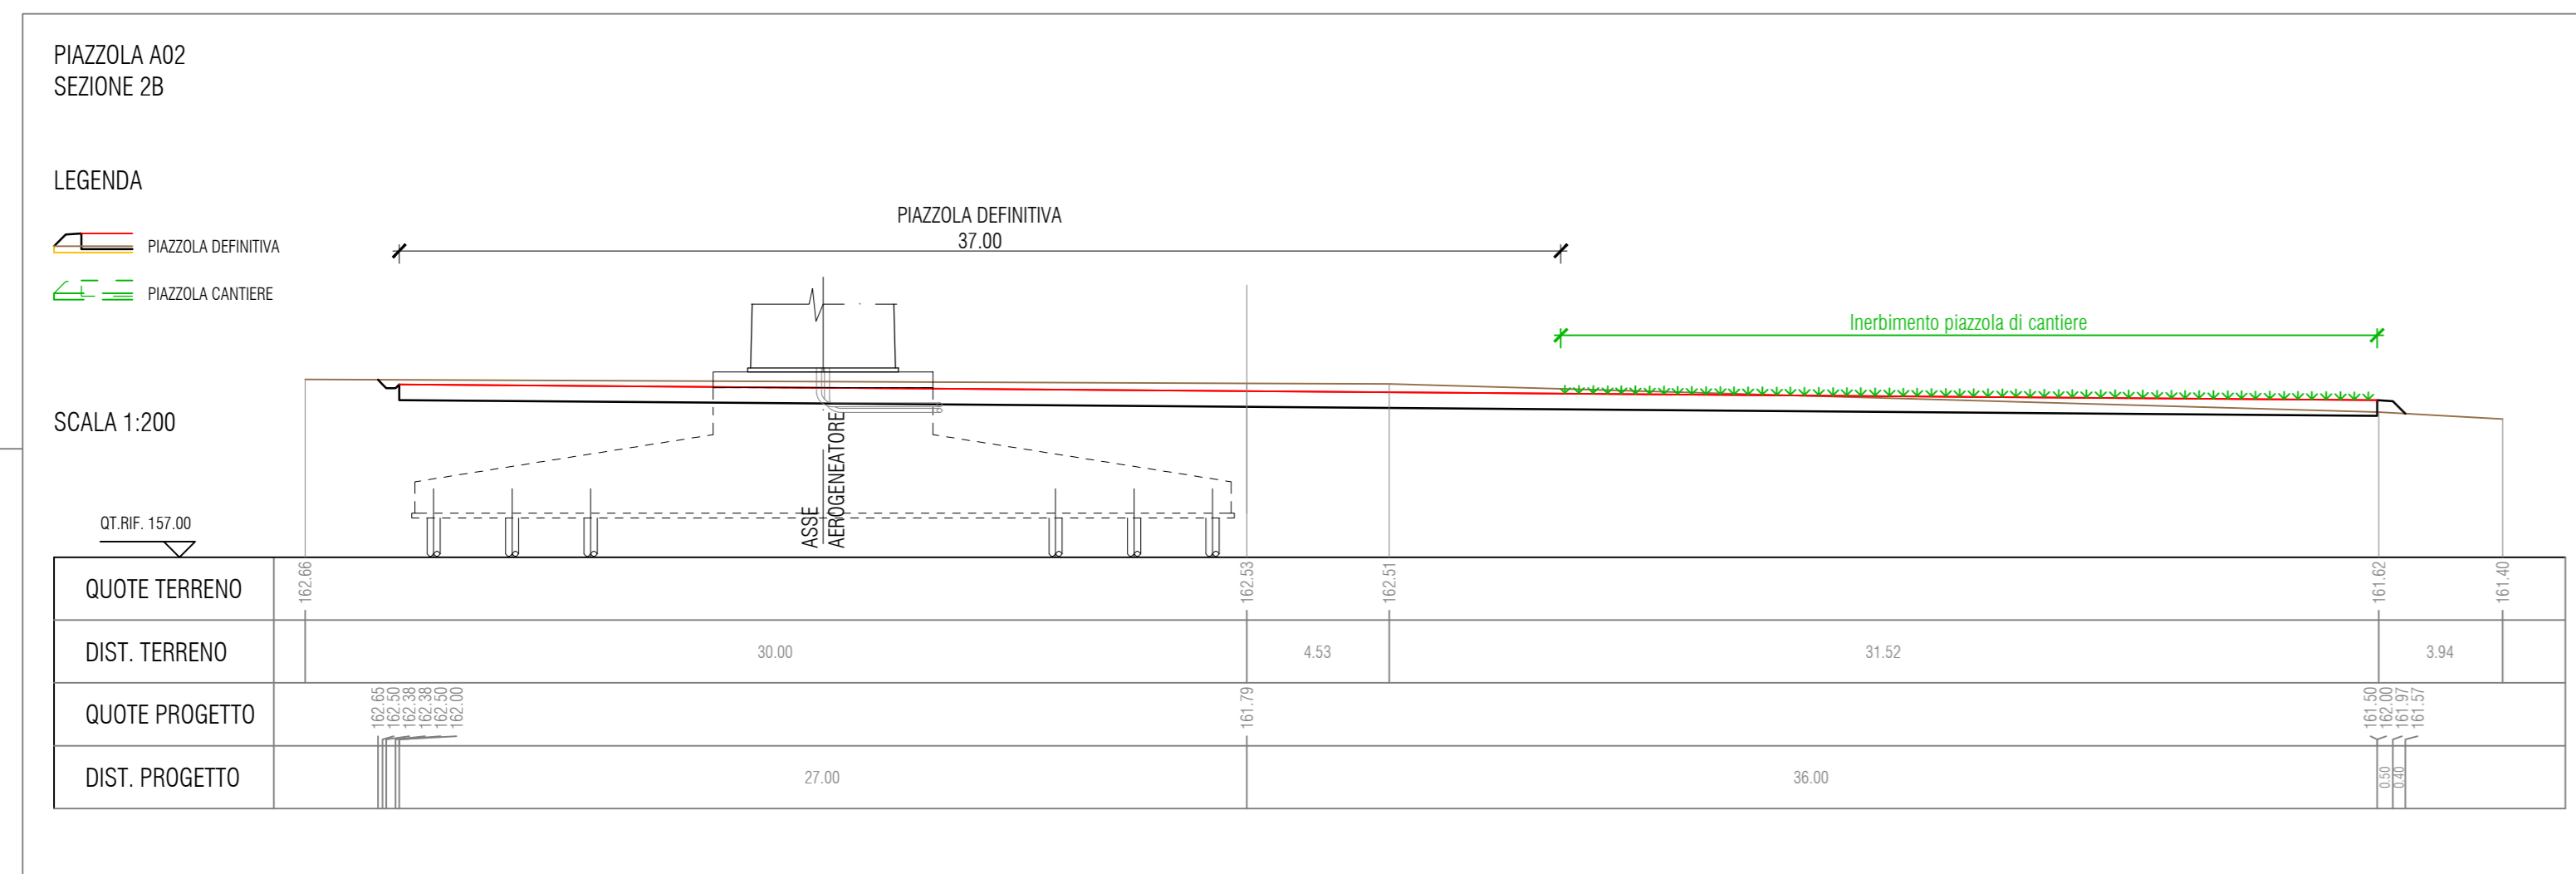 PIAZZOLA A02
SEZIONE 2B
LEGENDA
PIAZZOLA DEFINITIVA
PIAZZOLA CANTIERE
PIAZZOLA DEFINITIVA
37.00
Inerbimento piazzola di cantiere
SCALA 1:200
ASSE
AEROGENEATORE
QT.RIF. 157.00
QUOTE TERRENO
162.66
162.53
162.51
161.62
161.40
DIST. TERRENO
30.00
4.53
31.52
3.94
QUOTE PROGETTO
162.65
162.50
162.38
162.38
162.50
162.00
161.79
161.50
162.00
161.97
161.57
DIST. PROGETTO
27.00
36.00
0.50
0.40